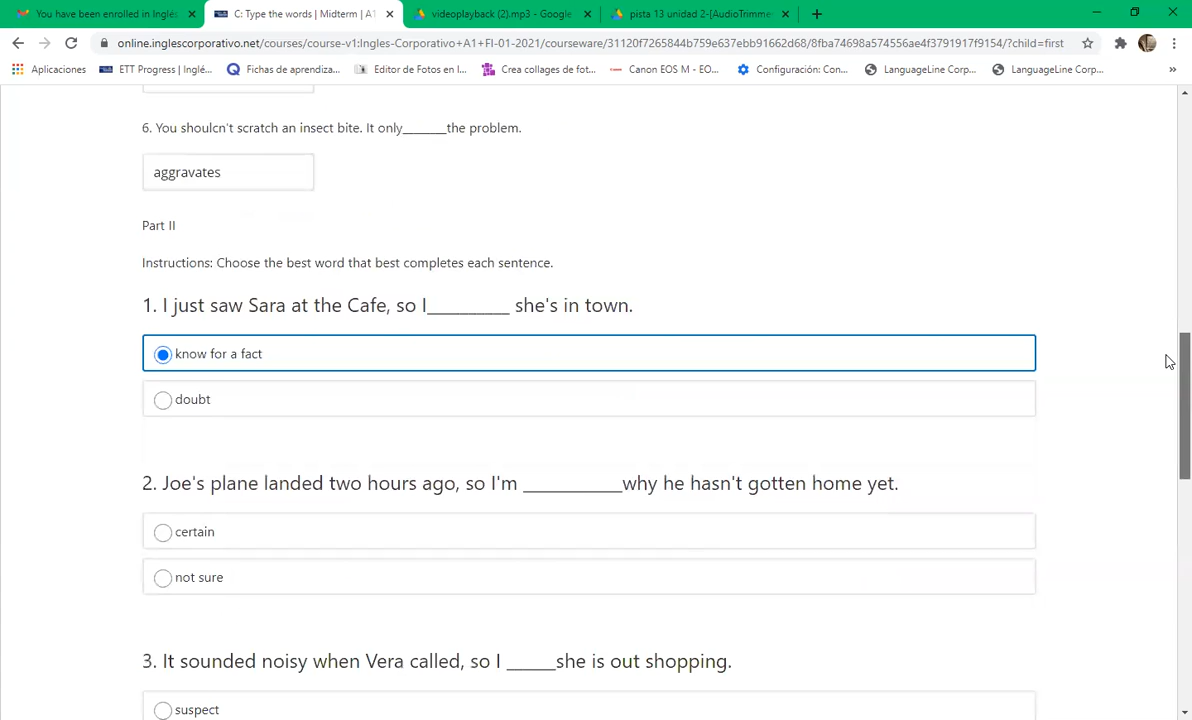 You have been enrolled in Inglés
C: Type the words | Midterm | A1
videoplayback (2).mp3 - Google
pista 13 unidad 2-[AudioTrimmer
online.inglescorporativo.net/courses/course-v1:Ingles-Corporativo+A1+FI-01-2021/courseware/31120f7265844b759e637ebb91662d68/8fba74698a574556ae4f3791917f9154/?child=first
Aplicaciones
ETT Progress | Inglé...
Fichas de aprendiza...
Editor de Fotos en l...
Crea collages de fot...
Canon EOS M - EO...
Configuración: Con...
LanguageLine Corp...
LanguageLine Corp...
6. You shoulcn't scratch an insect bite. It only_______the problem.
aggravates
Part II
Instructions: Choose the best word that best completes each sentence.
1. I just saw Sara at the Cafe, so I_________ she's in town.
know for a fact
doubt
2. Joe's plane landed two hours ago, so I'm ___________why he hasn't gotten home yet.
certain
not sure
3. It sounded noisy when Vera called, so I ______she is out shopping.
suspect